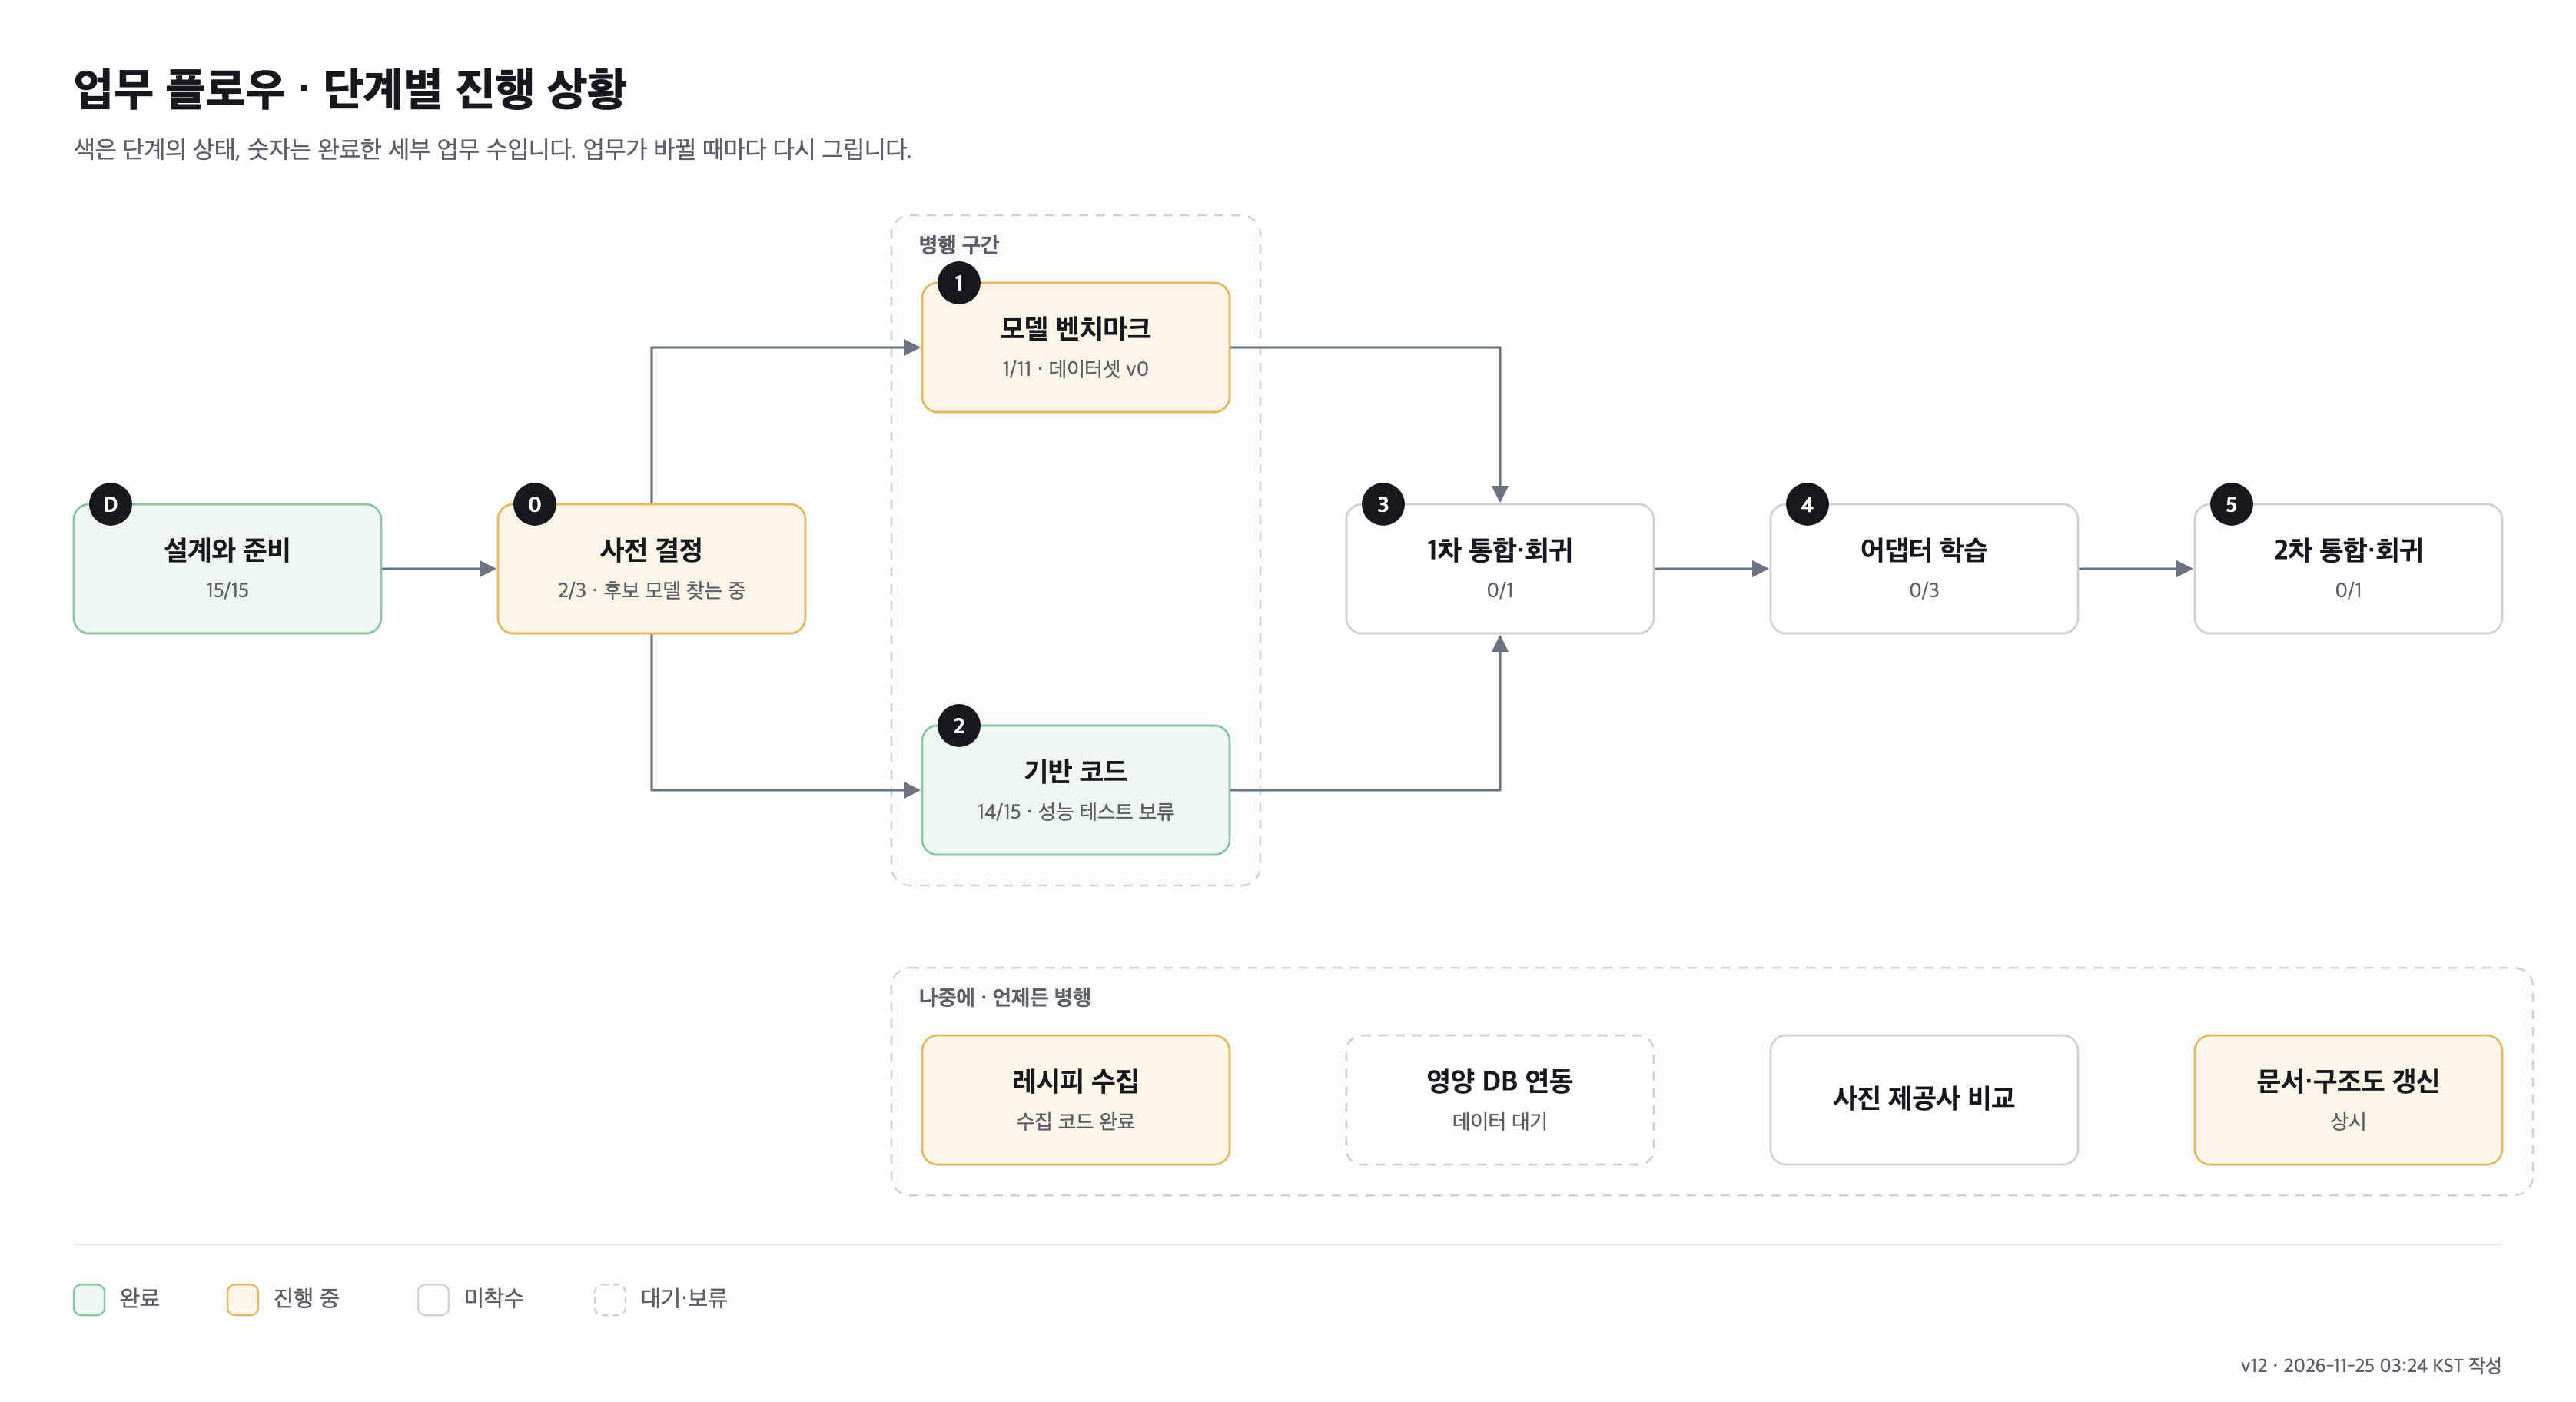 업무 플로우 · 단계별 진행 상황
색은 단계의 상태, 숫자는 완료한 세부 업무 수입니다. 업무가 바뀔 때마다 다시 그립니다.
병행 구간
1
모델 벤치마크
1/11 · 데이터셋 v0
D
설계와 준비
15/15
0
사전 결정
2/3 · 후보 모델 찾는 중
3
1차 통합·회귀
0/1
4
어댑터 학습
0/3
5
2차 통합·회귀
0/1
2
기반 코드
14/15 · 성능 테스트 보류
나중에 · 언제든 병행
레시피 수집
수집 코드 완료
영양 DB 연동
데이터 대기
사진 제공사 비교
문서·구조도 갱신
상시
완료
진행 중
미착수
대기·보류
v12 · 2026-11-25 03:24 KST 작성